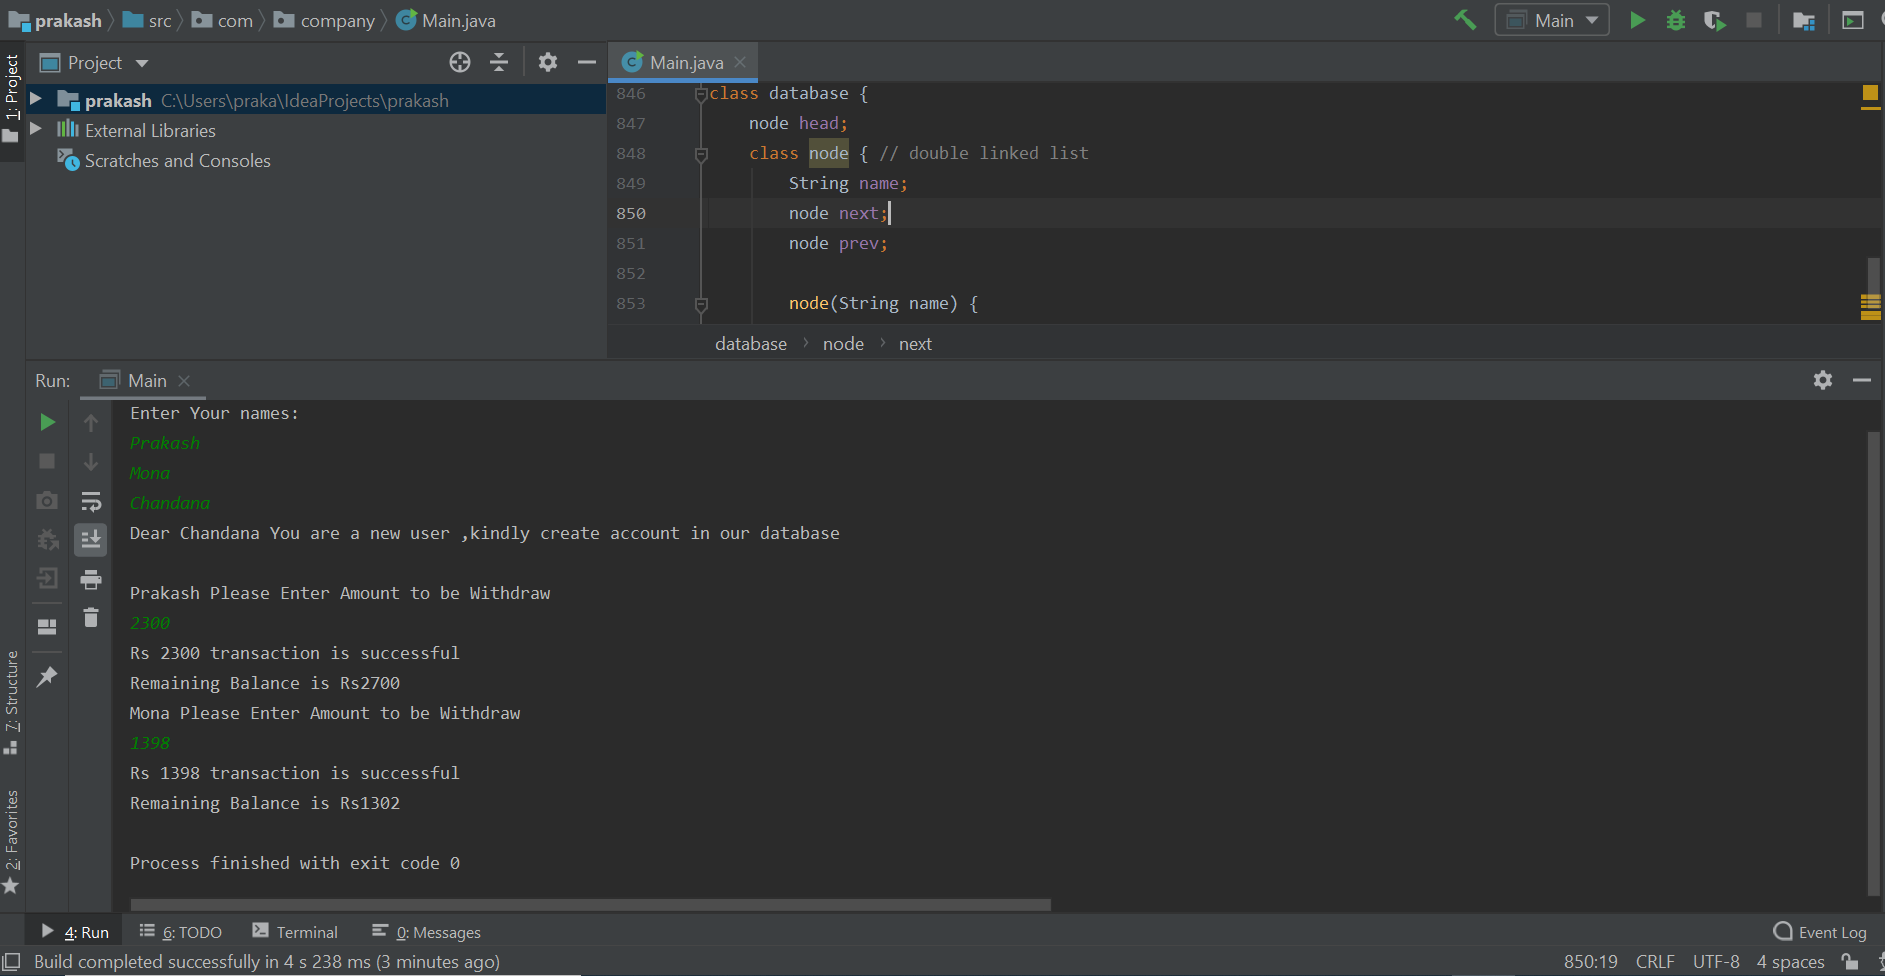 prakash src com company Main.java Main
1: Project
Project
prakash C:\Users\praka\IdeaProjects\prakash
External Libraries
Scratches and Consoles
Main.java
846 class database {
847 node head;
848 class node { // double linked list
849 String name;
850 node next;
851 node prev;
852
853 node(String name) {
database › node › next
Run: Main
Enter Your names:
Prakash
Mona
Chandana
Dear Chandana You are a new user ,kindly create account in our database
Prakash Please Enter Amount to be Withdraw
2300
Rs 2300 transaction is successful
Remaining Balance is Rs2700
Mona Please Enter Amount to be Withdraw
1398
Rs 1398 transaction is successful
Remaining Balance is Rs1302
Process finished with exit code 0
7: Structure
2: Favorites
4: Run 6: TODO Terminal 0: Messages Event Log
Build completed successfully in 4 s 238 ms (3 minutes ago) 850:19 CRLF UTF-8 4 spaces